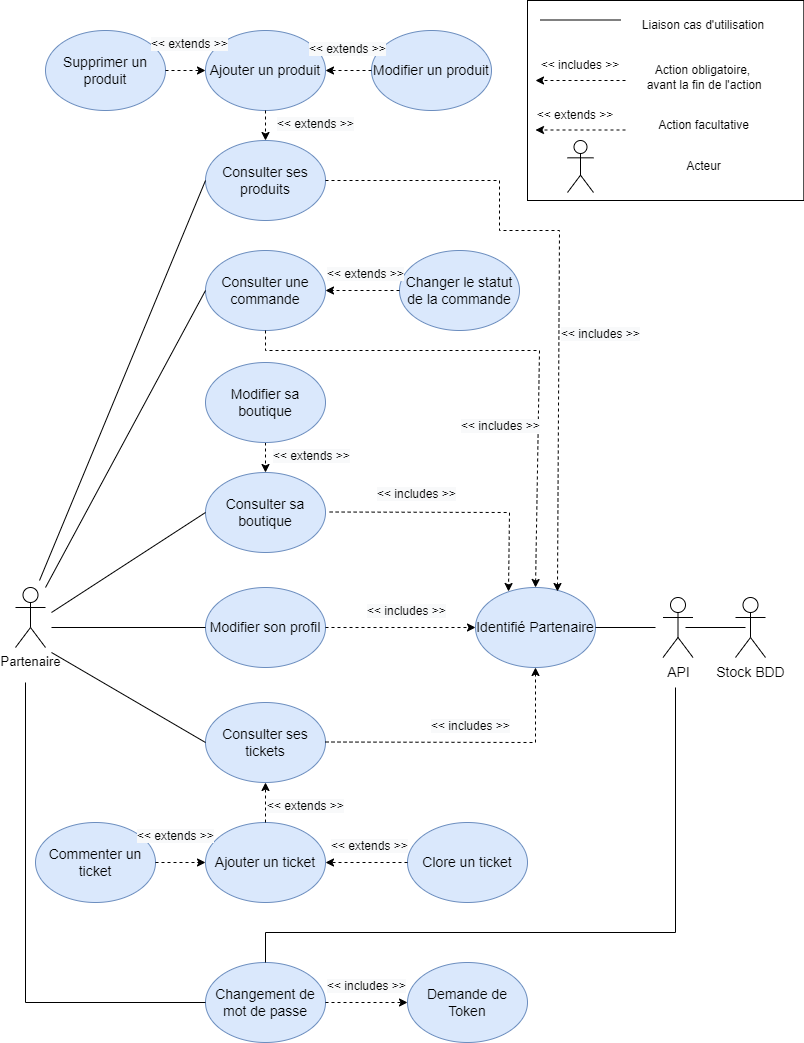 Liaison cas d'utilisation
<< includes >>
Action obligatoire,
avant la fin de l'action
<< extends >>
Action facultative
Acteur
<< extends >>
<< extends >>
Supprimer un
produit
Ajouter un produit
Modifier un produit
<< extends >>
Consulter ses
produits
Consulter une
commande
<< extends >>
Changer le statut
de la commande
<< includes >>
Modifier sa
boutique
<< includes >>
<< extends >>
Consulter sa
boutique
<< includes >>
Partenaire
Modifier son profil
<< includes >>
Identifié Partenaire
API
Stock BDD
Consulter ses
tickets
<< includes >>
<< extends >>
Commenter un
ticket
<< extends >>
Ajouter un ticket
<< extends >>
Clore un ticket
Changement de
mot de passe
<< includes >>
Demande de
Token